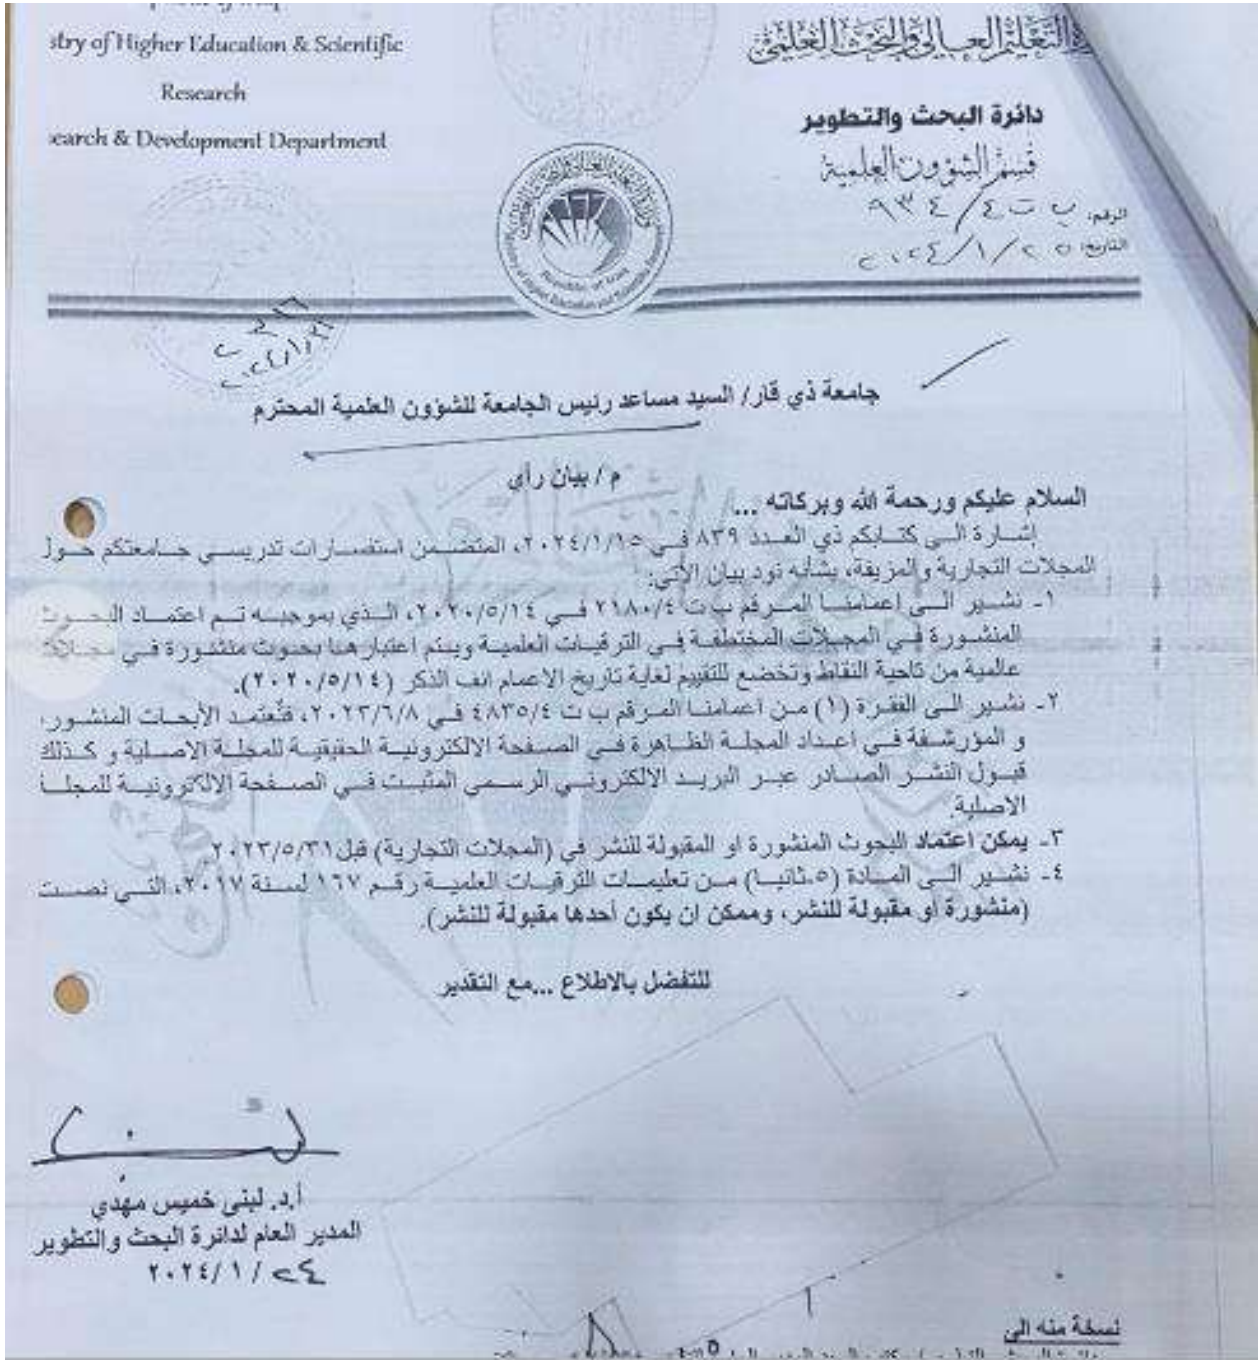 stry of Higher Education & Scientific
Research
earch & Development Department
التعليم العالي والبحث العلمي
دائرة البحث والتطوير
قسم الشؤون العلمية
الرقم: ب ت ٤/ ٩٣٤
التاريخ: ٢٥/ ١/ ٢٠٢٤
جامعة ذي قار/ السيد مساعد رئيس الجامعة للشؤون العلمية المحترم
م/ بيان رأي
السلام عليكم ورحمة الله وبركاته ...
إشارة الى كتابكم ذي العدد ٨٣٩ في ٢٠٢٤/١/١٥، المتضمن استفسارات تدريسي جامعتكم حول
المجلات التجارية والمزيفة، بشأنه نود بيان الآتي:
١- نشير الى اعمامنا المرقم ب ت ٢١٨٠/٤ في ٢٠٢٠/٥/١٤، الذي بموجبه تم اعتماد البحوث
المنشورة في المجلات المختطفة في الترقيات العلمية ويتم اعتبارها بحوث منشورة في مجلات
عالمية من ناحية النقاط وتخضع للتقييم لغاية تاريخ الاعمام انف الذكر (٢٠٢٠/٥/١٤).
٢- نشير الى الفقرة (١) من اعمامنا المرقم ب ت ٤٨٣٥/٤ في ٢٠٢٣/٦/٨، فتُعتمد الأبحاث المنشورة
و المؤرشفة في اعداد المجلة الظاهرة في الصفحة الالكترونية الحقيقية للمجلة الاصلية و كذلك
قبول النشر الصادر عبر البريد الالكتروني الرسمي المثبت في الصفحة الالكترونية للمجلة
الاصلية.
٣- يمكن اعتماد البحوث المنشورة او المقبولة للنشر في (المجلات التجارية) قبل ٢٠٢٣/٥/٣١.
٤- نشير الى المادة (٥.ثانيا) من تعليمات الترقيات العلمية رقم ١٦٧ لسنة ٢٠١٧، التي نصت
(منشورة أو مقبولة للنشر، وممكن ان يكون أحدها مقبولة للنشر).
للتفضل بالاطلاع ...مع التقدير
أ.د. لبنى خميس مهدي
المدير العام لدائرة البحث والتطوير
٢٤/ ١/ ٢٠٢٤
نسخة منه الى